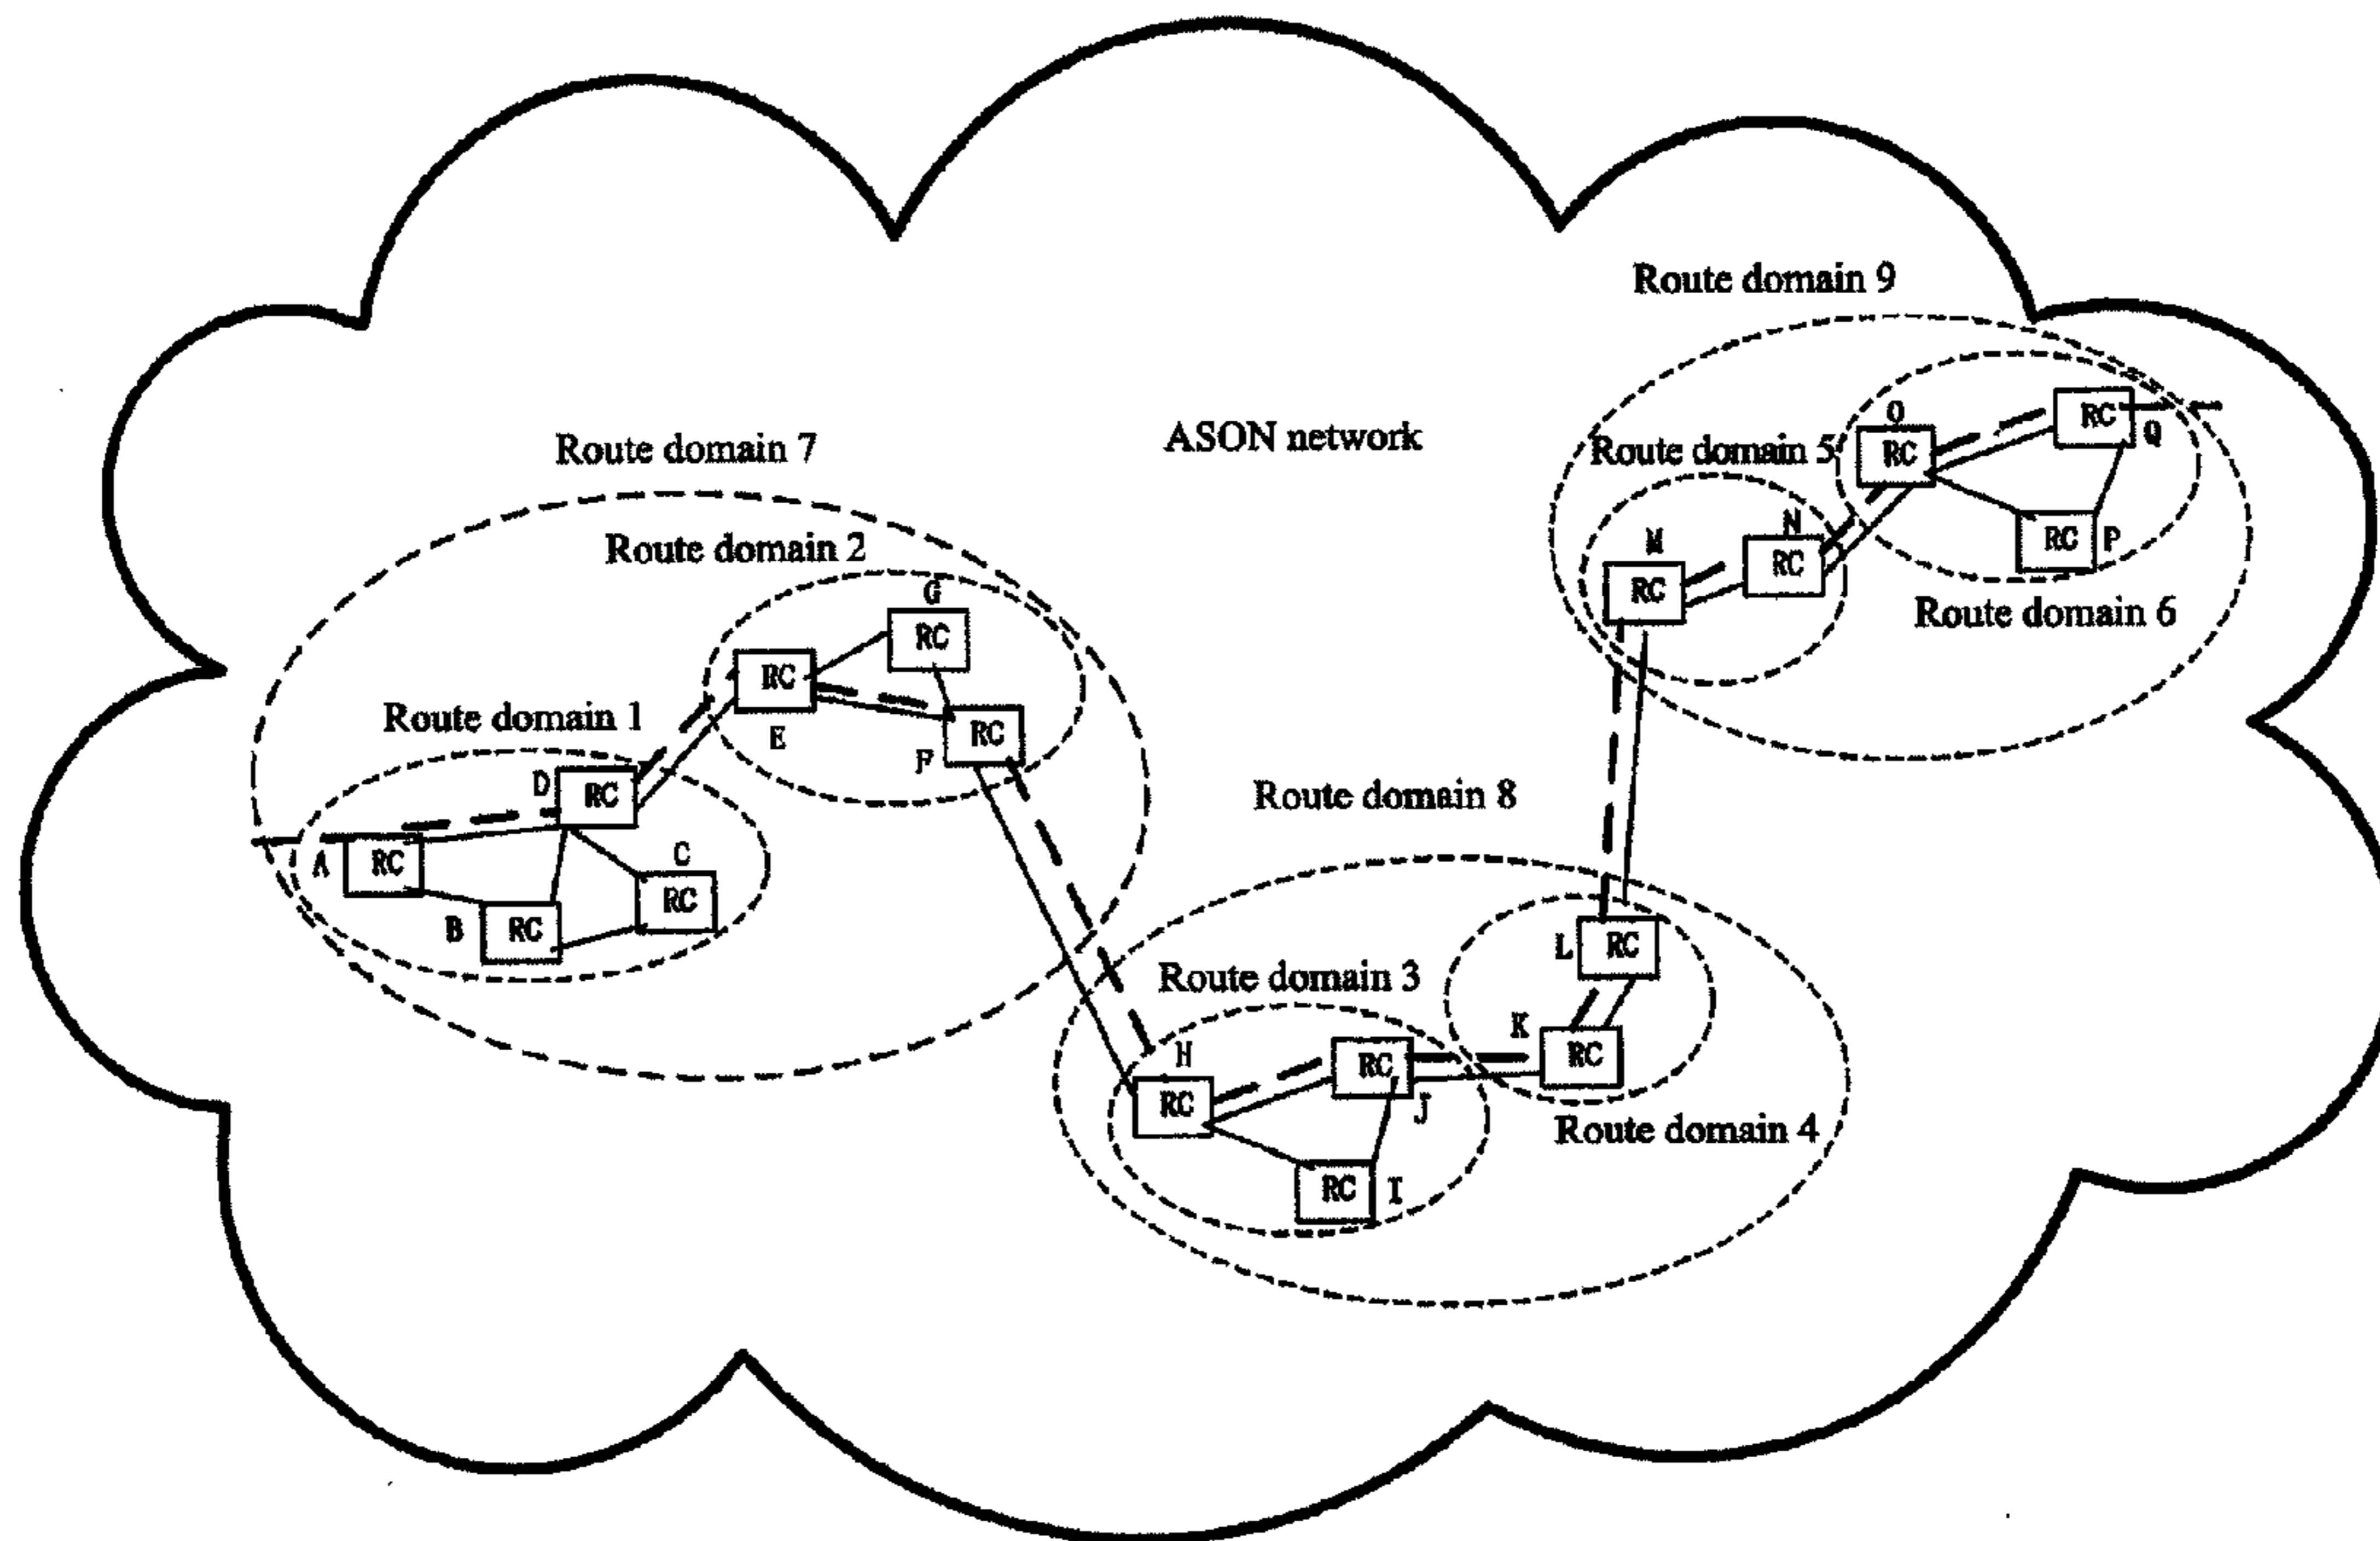 Route domain 9
ASON network
Route domain 7
O
RC
Q
RC
Route domain 5
Route domain 2
N
RC
RC
P
M
RC
Route domain 6
G
RC
RC
E
Route domain 1
F
RC
D
RC
Route domain 8
A
RC
C
RC
B
RC
L
RC
Route domain 3
K
RC
H
RC
RC
J
Route domain 4
RC
I